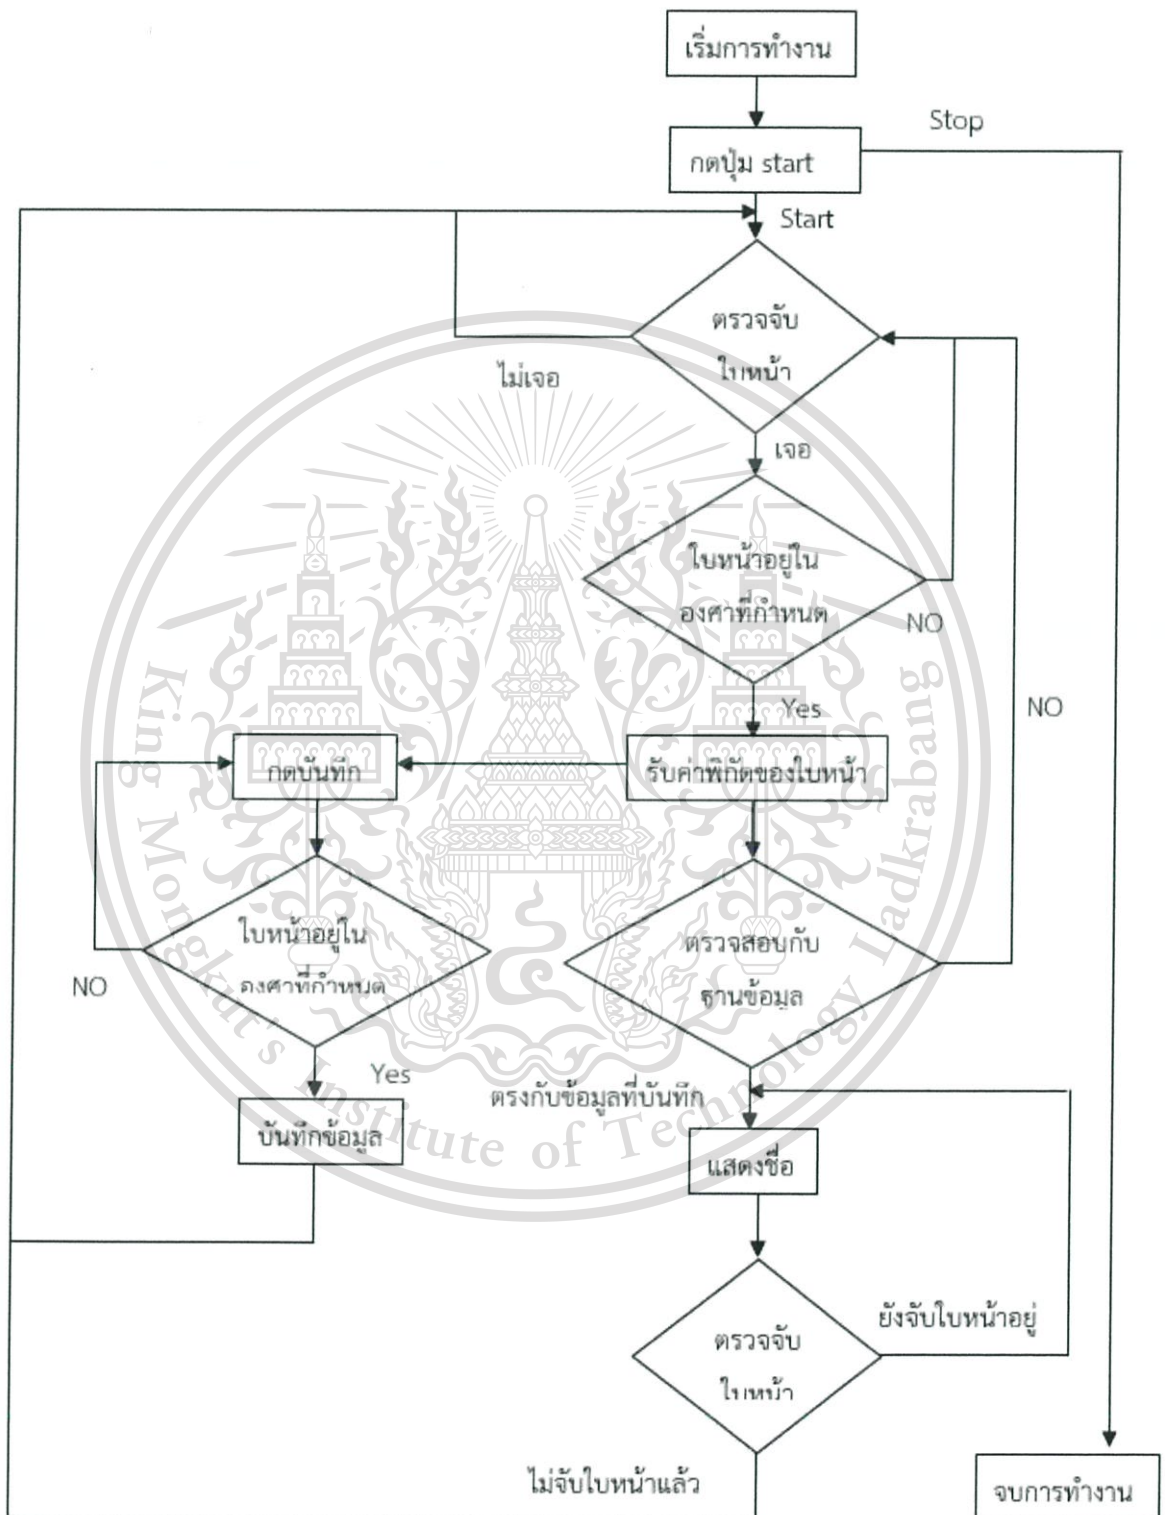 เริ่มการทำงาน
Stop
กดปุ่ม start
Start
ตรวจจับ
ใบหน้า
ไม่เจอ
เจอ
ใบหน้าอยู่ใน
องศาที่กำหนด
NO
Yes
NO
กดบันทึก
รับค่าพิกัดของใบหน้า
ใบหน้าอยู่ใน
องศาที่กำหนด
NO
ตรวจสอบกับ
ฐานข้อมูล
Yes
ตรงกับข้อมูลที่บันทึก
บันทึกข้อมูล
แสดงชื่อ
ยังจับใบหน้าอยู่
ตรวจจับ
ใบหน้า
ไม่จับใบหน้าแล้ว
จบการทำงาน
King Mongkut's Institute of Technology Ladkrabang